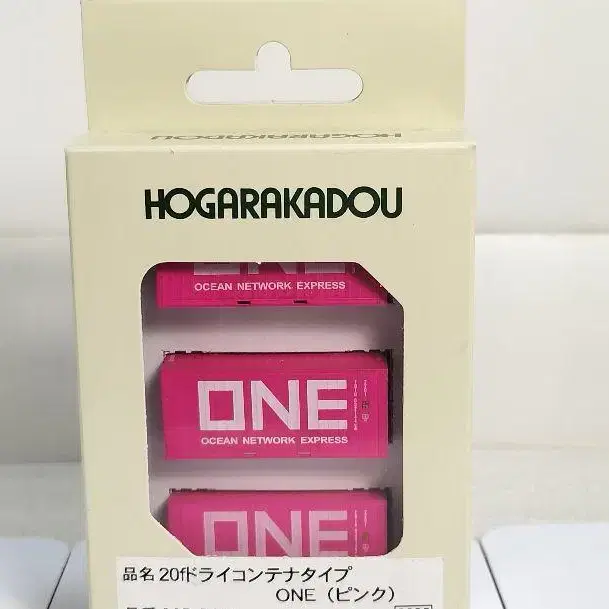 HOGARAKADOU
HOGARAKADOU
ONE
OCEAN NETWORK EXPRESS
ONE
OCEAN NETWORK EXPRESS
ONE
品名 20fドライコンテナタイプ
ONE（ピンク）